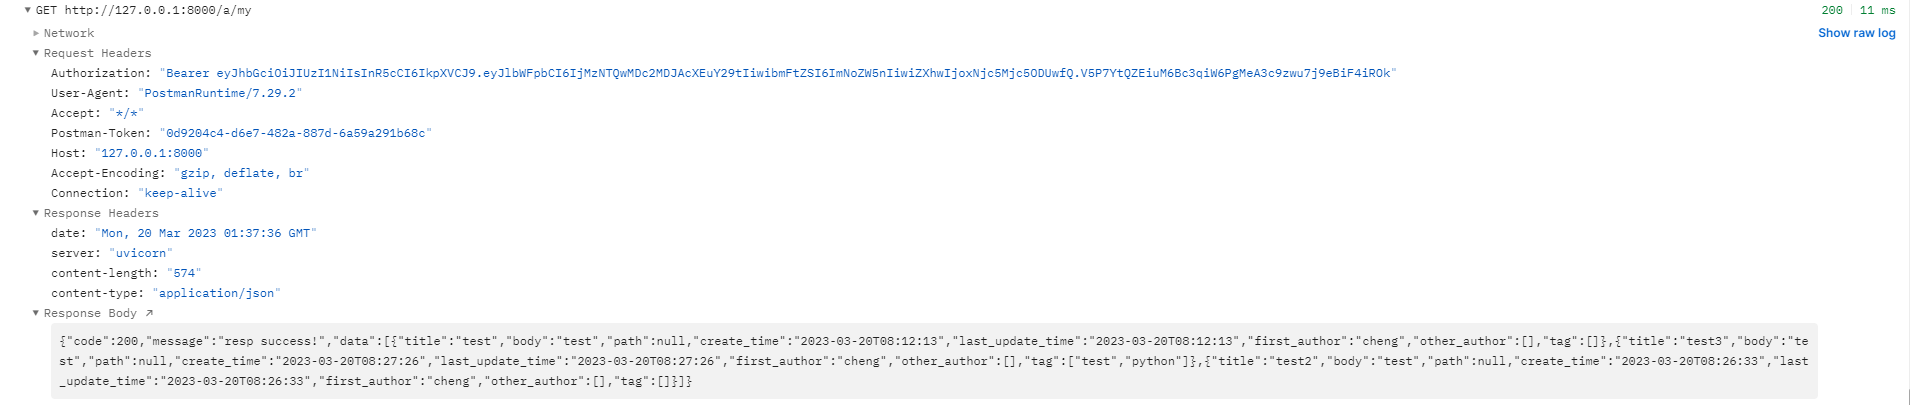 GET http://127.0.0.1:8000/a/my
200 11 ms
Network
Show raw log
Request Headers
Authorization: "Bearer eyJhbGciOiJIUzI1NiIsInR5cCI6IkpXVCJ9.eyJlbWFpbCI6IjMzNTQwMDc2MDJAcXEuY29tIiwibmFtZSI6ImNoZW5nIiwiZXhwIjoxNjc5Mjc5ODUwfQ.V5P7YtQZEiuM6Bc3qiW6PgMeA3c9zwu7j9eBiF4iROk"
User-Agent: "PostmanRuntime/7.29.2"
Accept: "*/*"
Postman-Token: "0d9204c4-d6e7-482a-887d-6a59a291b68c"
Host: "127.0.0.1:8000"
Accept-Encoding: "gzip, deflate, br"
Connection: "keep-alive"
Response Headers
date: "Mon, 20 Mar 2023 01:37:36 GMT"
server: "uvicorn"
content-length: "574"
content-type: "application/json"
Response Body
{"code":200,"message":"resp success!","data":[{"title":"test","body":"test","path":null,"create_time":"2023-03-20T08:12:13","last_update_time":"2023-03-20T08:12:13","first_author":"cheng","other_author":[],"tag":[]},{"title":"test3","body":"te
st","path":null,"create_time":"2023-03-20T08:27:26","last_update_time":"2023-03-20T08:27:26","first_author":"cheng","other_author":[],"tag":["test","python"]},{"title":"test2","body":"test","path":null,"create_time":"2023-03-20T08:26:33","last
_update_time":"2023-03-20T08:26:33","first_author":"cheng","other_author":[],"tag":[]}]}